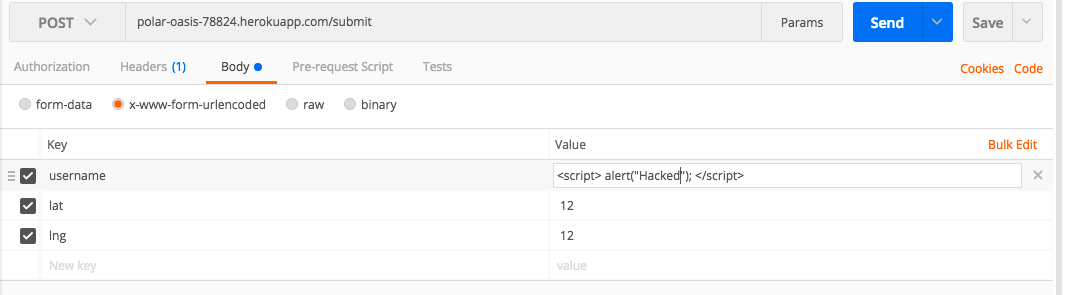 POST polar-oasis-78824.herokuapp.com/submit Params Send Save
Authorization Headers (1) Body Pre-request Script Tests Cookies Code
form-data x-www-form-urlencoded raw binary
Key Value Bulk Edit
username <script> alert("Hacked"); </script>
lat 12
lng 12
New key value